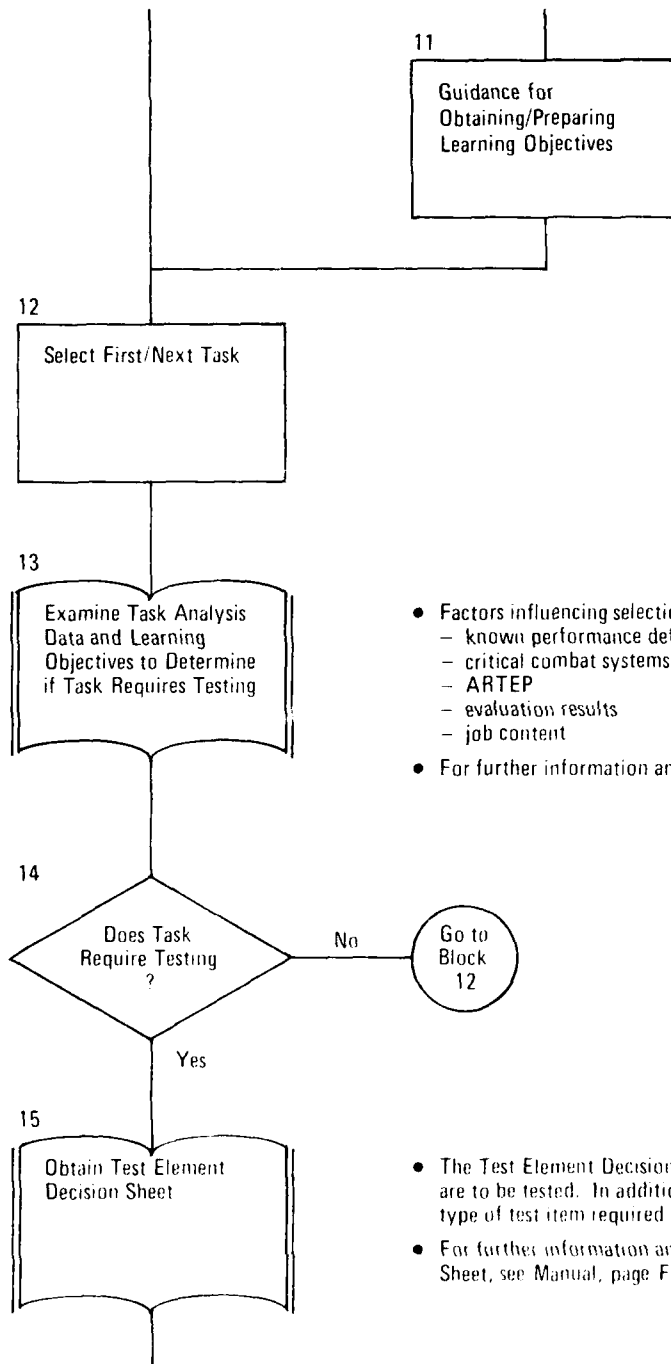 11
Guidance for
Obtaining/Preparing
Learning Objectives
12
Select First/Next Task
13
Examine Task Analysis
Data and Learning
Objectives to Determine
if Task Requires Testing
● Factors influencing selectio
– known performance def
– critical combat systems
– ARTEP
– evaluation results
– job content
● For further information an
14
Does Task
Require Testing
?
No
Go to
Block
12
Yes
15
Obtain Test Element
Decision Sheet
● The Test Element Decision
are to be tested. In additio
type of test item required
● For further information an
Sheet, see Manual, page F